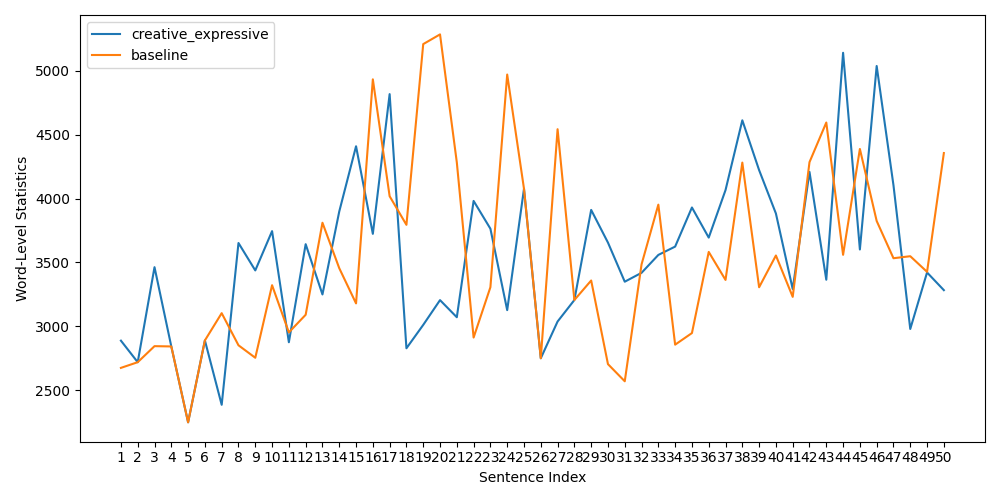 creative_expressive
baseline
5000
4500
4000
3500
3000
2500
Word-Level Statistics
1 2 3 4 5 6 7 8 9 10 11 12 13 14 15 16 17 18 19 20 21 22 23 24 25 26 27 28 29 30 31 32 33 34 35 36 37 38 39 40 41 42 43 44 45 46 47 48 49 50
Sentence Index